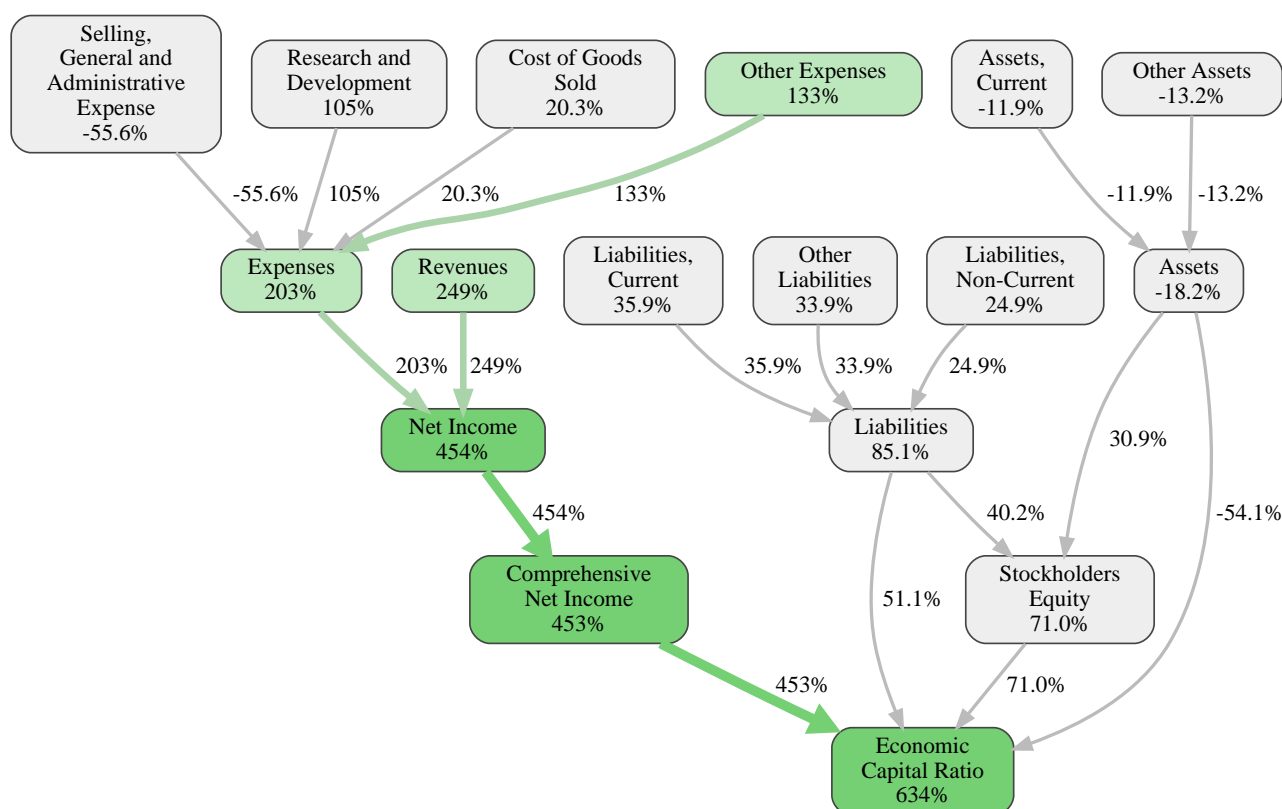 Selling,
General and
Administrative
Expense
-55.6%
Research and
Development
105%
Cost of Goods
Sold
20.3%
Other Expenses
133%
Assets,
Current
-11.9%
Other Assets
-13.2%
-55.6%
105%
20.3%
133%
-11.9%
-13.2%
Expenses
203%
Revenues
249%
Liabilities,
Current
35.9%
Other
Liabilities
33.9%
Liabilities,
Non-Current
24.9%
Assets
-18.2%
203%
249%
35.9%
33.9%
24.9%
Net Income
454%
Liabilities
85.1%
30.9%
454%
40.2%
-54.1%
Comprehensive
Net Income
453%
Stockholders
Equity
71.0%
51.1%
453%
71.0%
Economic
Capital Ratio
634%